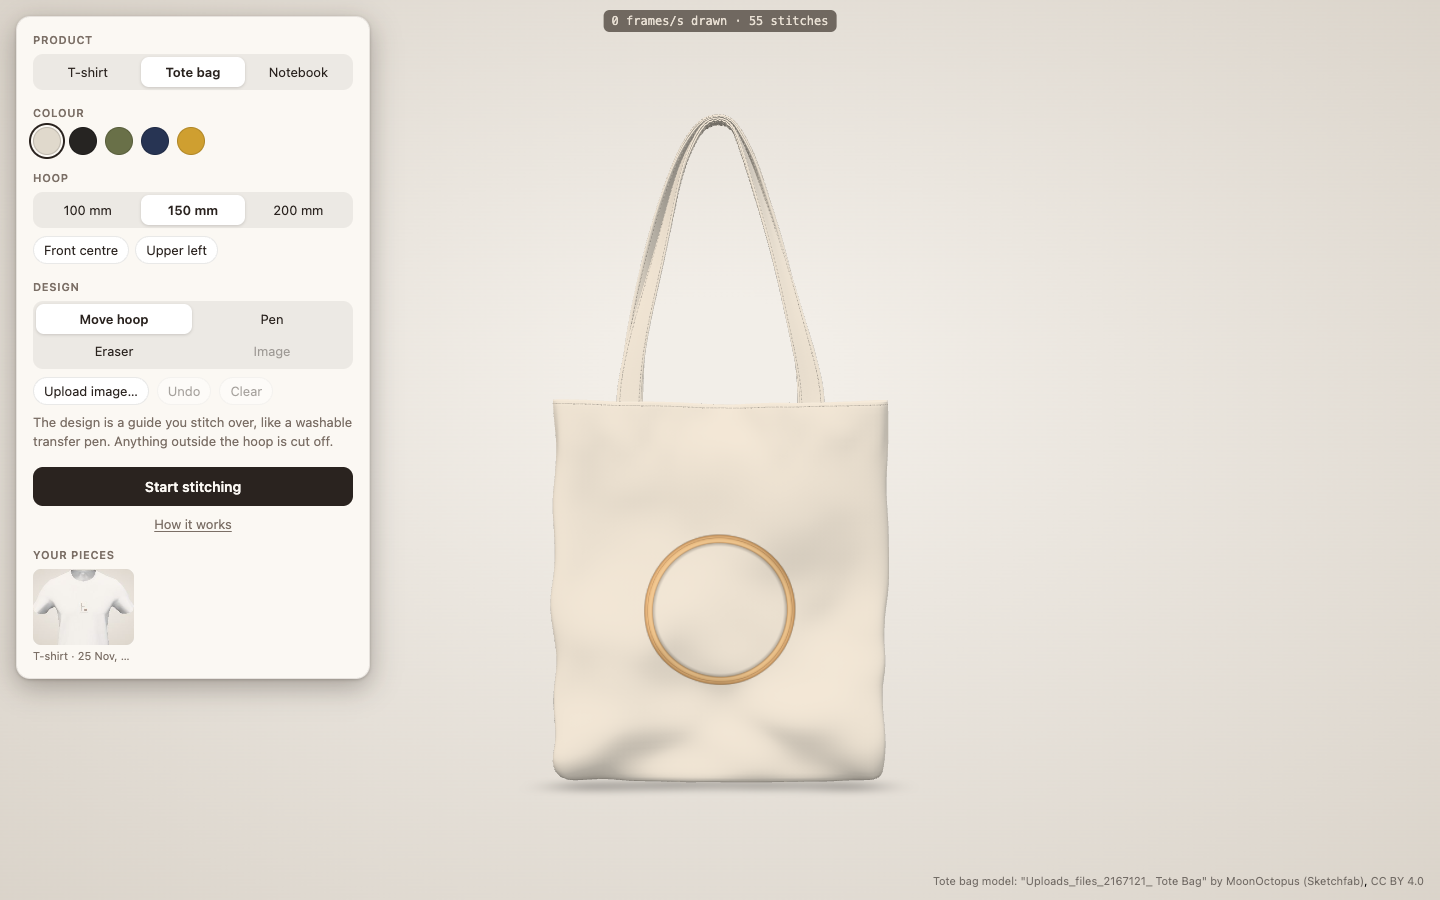 0 frames/s drawn · 55 stitches
PRODUCT
T-shirt
Tote bag
Notebook
COLOUR
HOOP
100 mm
150 mm
200 mm
Front centre
Upper left
DESIGN
Move hoop
Pen
Eraser
Image
Upload image...
Undo
Clear
The design is a guide you stitch over, like a washable
transfer pen. Anything outside the hoop is cut off.
Start stitching
How it works
YOUR PIECES
T-shirt · 25 Nov, ...
Tote bag model: "Uploads_files_2167121_ Tote Bag" by MoonOctopus (Sketchfab), CC BY 4.0